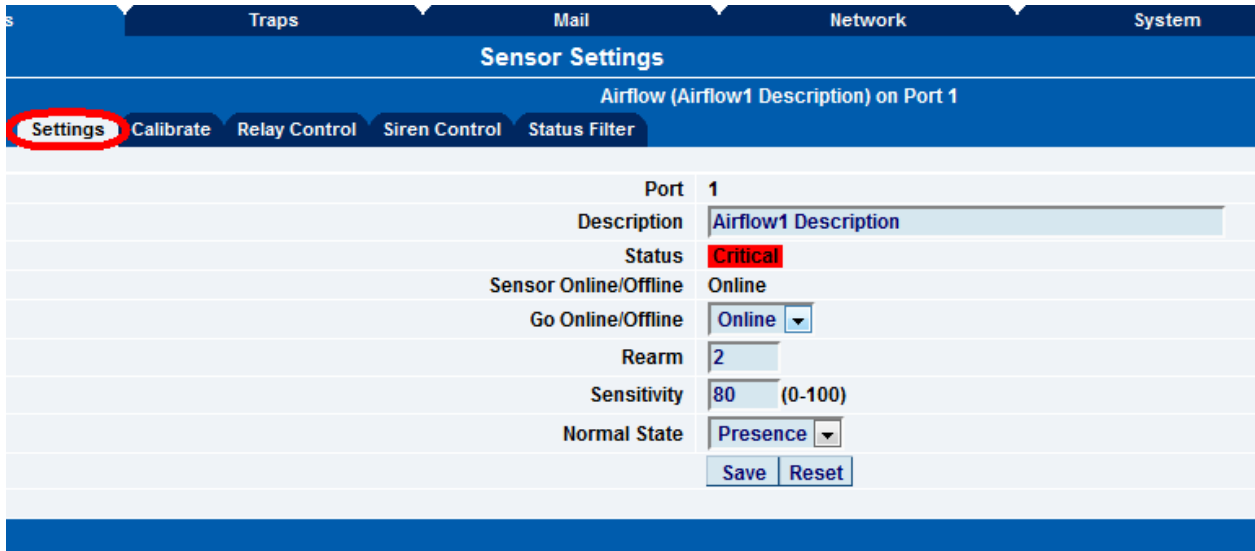 s Traps Mail Network System
Sensor Settings
Airflow (Airflow1 Description) on Port 1
Settings Calibrate Relay Control Siren Control Status Filter
Port 1
Description Airflow1 Description
Status Critical
Sensor Online/Offline Online
Go Online/Offline Online
Rearm 2
Sensitivity 80 (0-100)
Normal State Presence
Save Reset